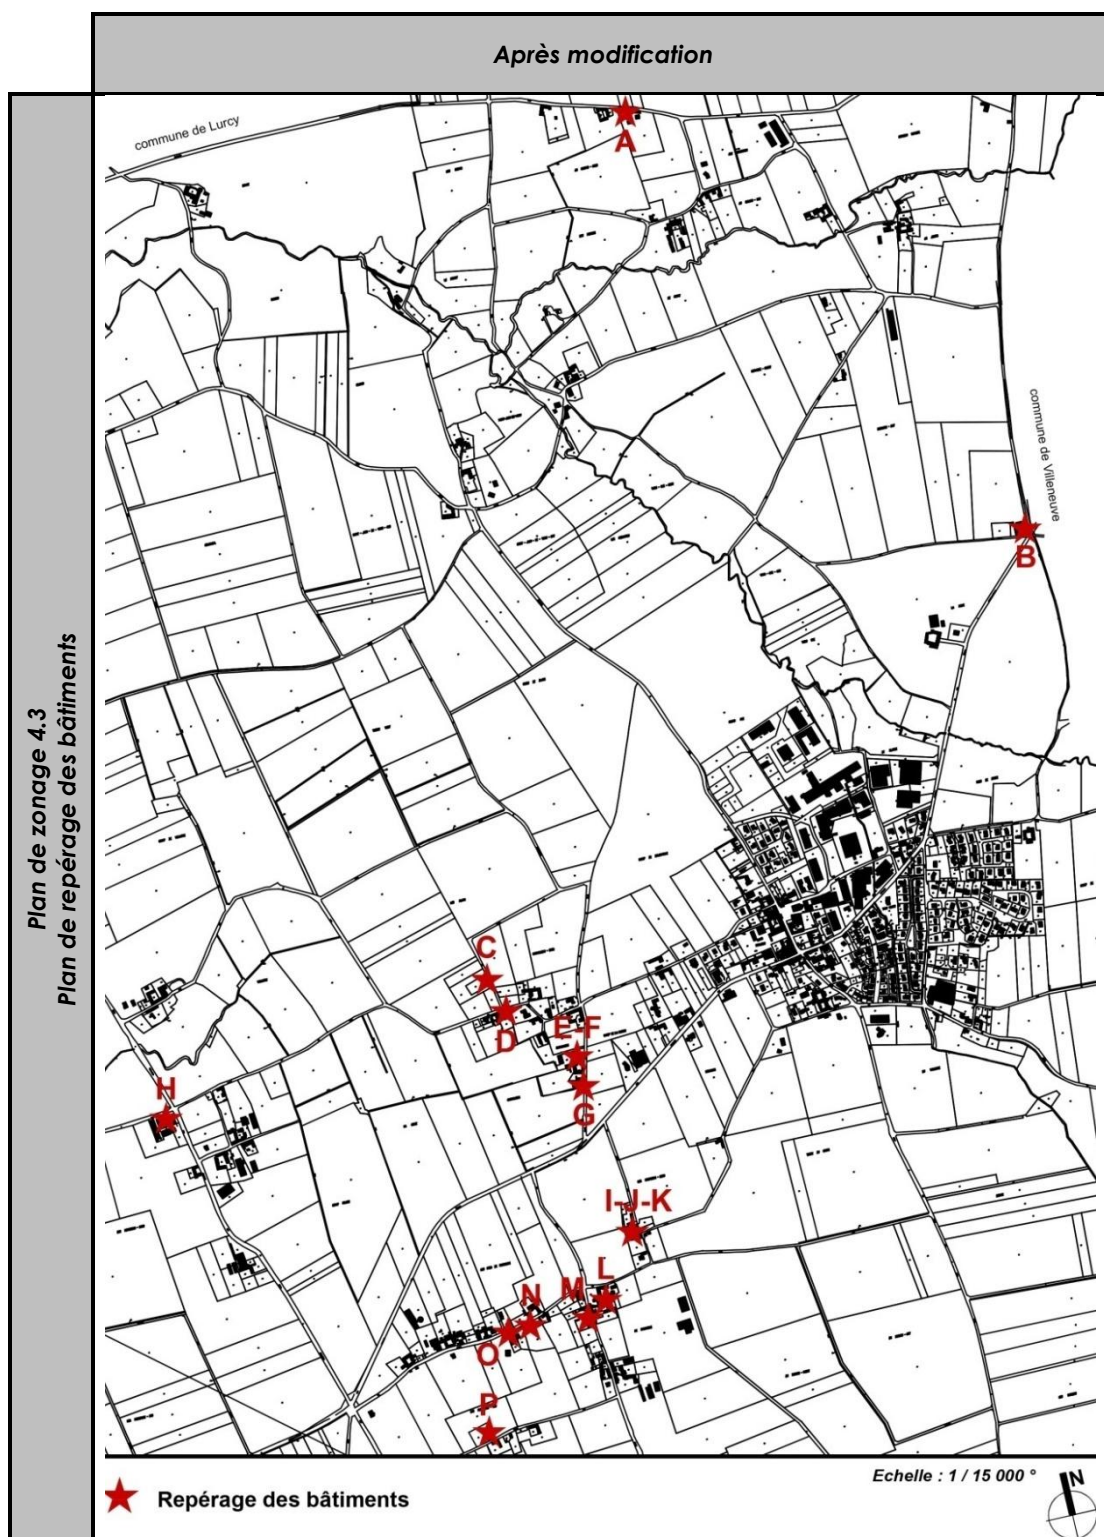 Après modification
Plan de zonage 4.3
Plan de repérage des bâtiments
commune de Lurcy
A
commune de Villeneuve
B
C
D
E-F
G
H
I-J-K
L
M
N
O
P
Echelle : 1 / 15 000 °
N
Repérage des bâtiments